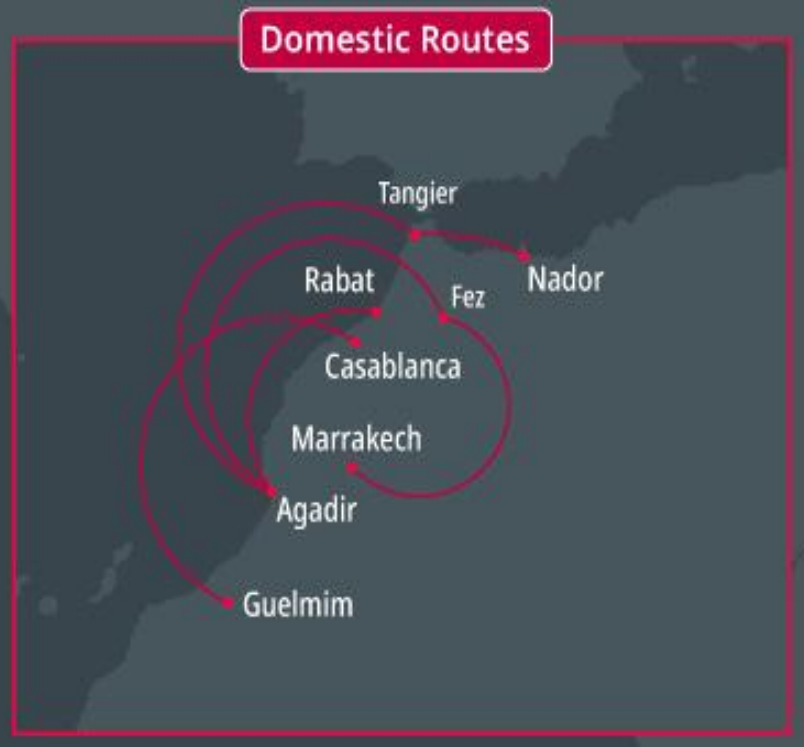 Domestic Routes
Tangier
Nador
Rabat
Fez
Casablanca
Marrakech
Agadir
Guelmim